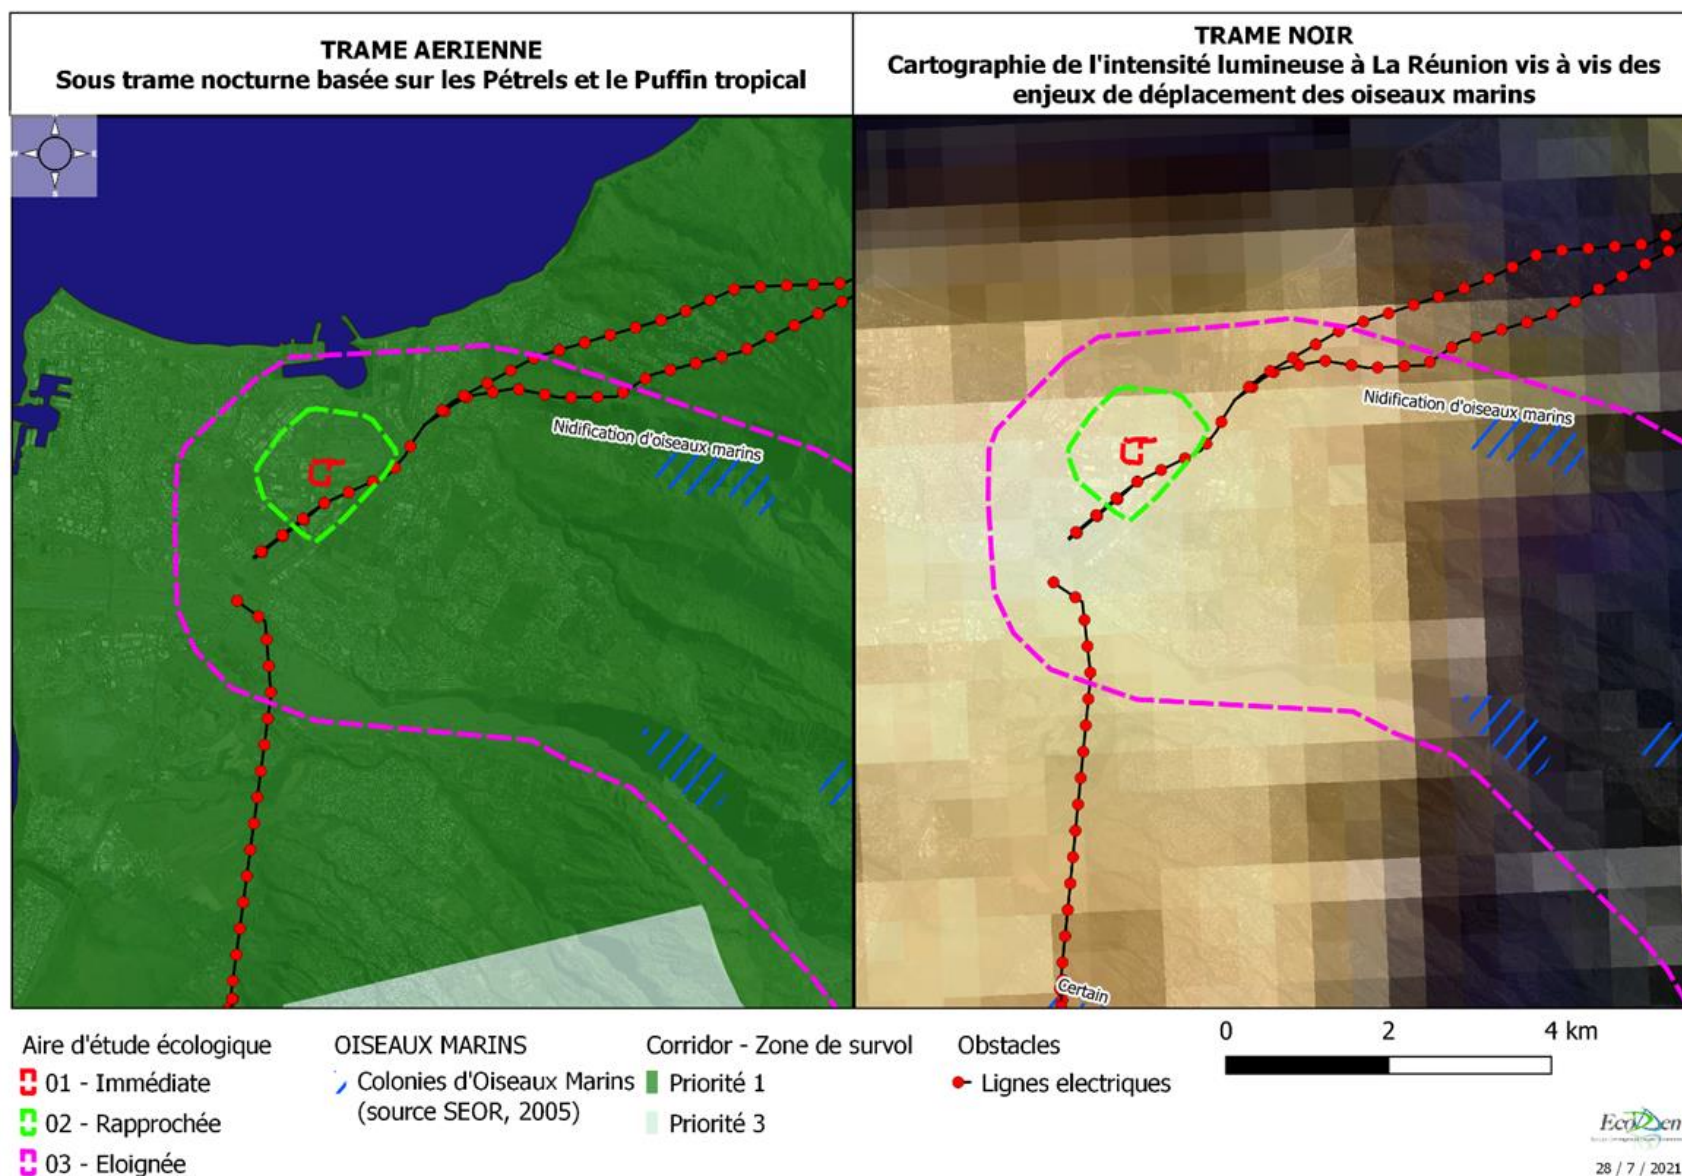 TRAME AERIENNE
Sous trame nocturne basée sur les Pétrels et le Puffin tropical
TRAME NOIR
Cartographie de l'intensité lumineuse à La Réunion vis à vis des
enjeux de déplacement des oiseaux marins
Nidification d'oiseaux marins
Nidification d'oiseaux marins
Certain
Aire d'étude écologique
01 - Immédiate
02 - Rapprochée
03 - Eloignée
OISEAUX MARINS
Colonies d'Oiseaux Marins
(source SEOR, 2005)
Corridor - Zone de survol
Priorité 1
Priorité 3
Obstacles
Lignes electriques
0 2 4 km
28 / 7 / 2021